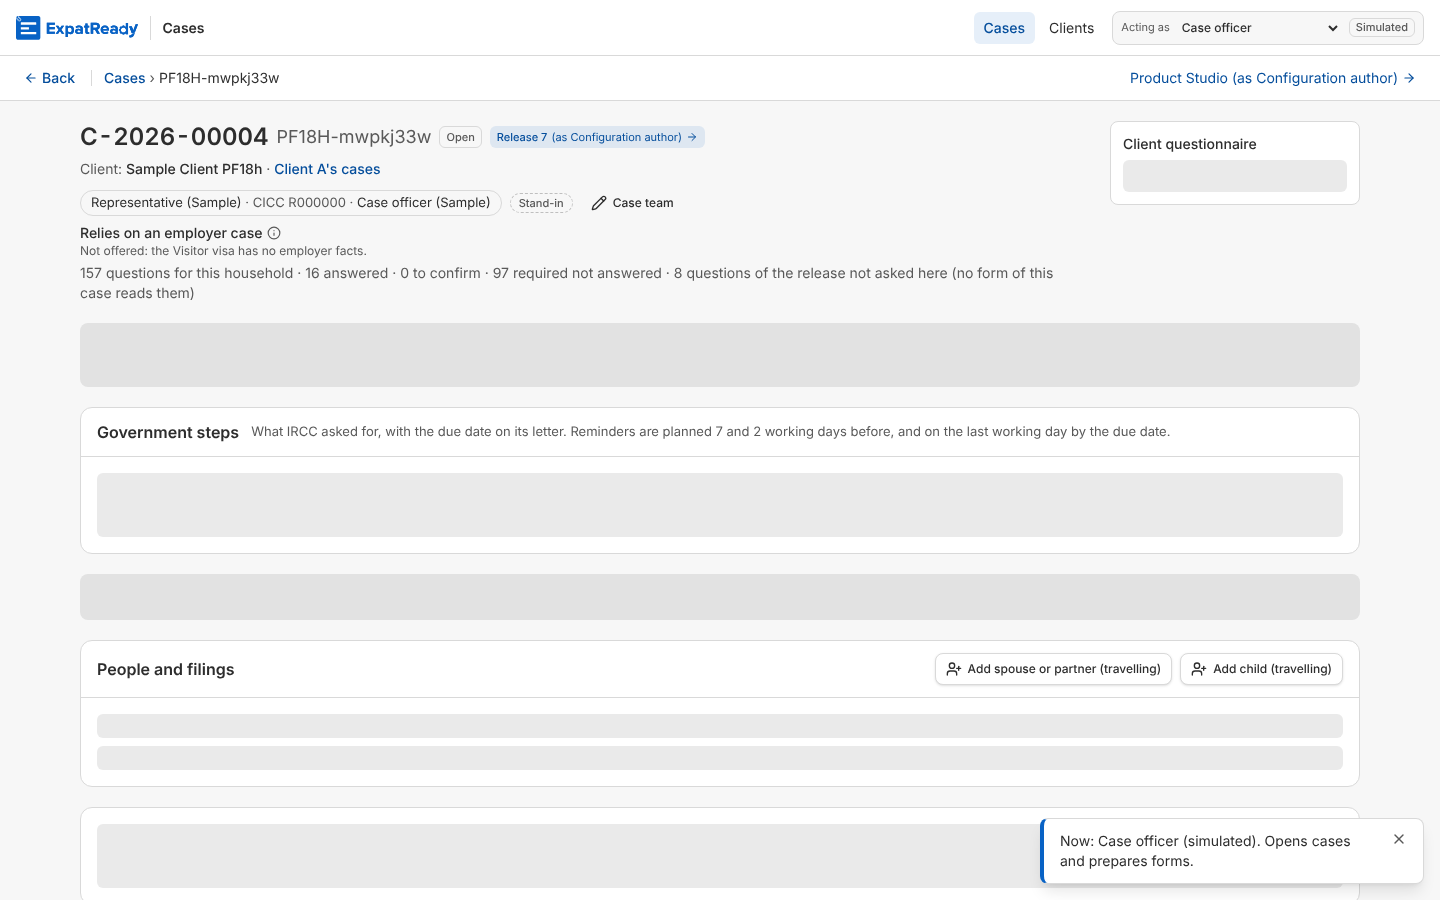 ExpatReady
Cases
Cases
Clients
Acting as
Case officer
Simulated
← Back
Cases › PF18H-mwpkj33w
Product Studio (as Configuration author) →
C-2026-00004 PF18H-mwpkj33w Open Release 7 (as Configuration author) →
Client: Sample Client PF18h · Client A's cases
Representative (Sample) · CICC R000000 · Case officer (Sample) Stand-in Case team
Relies on an employer case
Not offered: the Visitor visa has no employer facts.
157 questions for this household · 16 answered · 0 to confirm · 97 required not answered · 8 questions of the release not asked here (no form of this
case reads them)
Client questionnaire
Government steps What IRCC asked for, with the due date on its letter. Reminders are planned 7 and 2 working days before, and on the last working day by the due date.
People and filings
Add spouse or partner (travelling)
Add child (travelling)
Now: Case officer (simulated). Opens cases
and prepares forms.